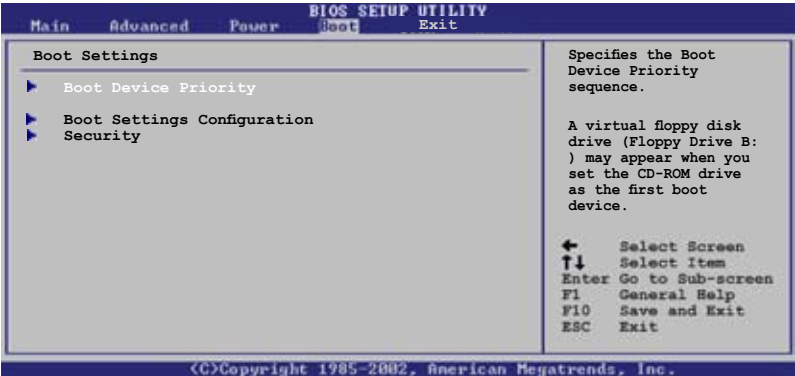 BIOS SETUP UTILITY
Main Advanced Power Boot Exit
Boot Settings
Boot Device Priority
Boot Settings Configuration
Security
Specifies the Boot
Device Priority
sequence.
A virtual floppy disk
drive (Floppy Drive B:
) may appear when you
set the CD-ROM drive
as the first boot
device.
← Select Screen
↑↓ Select Item
Enter Go to Sub-screen
F1 General Help
F10 Save and Exit
ESC Exit
(C)Copyright 1985-2002, American Megatrends, Inc.